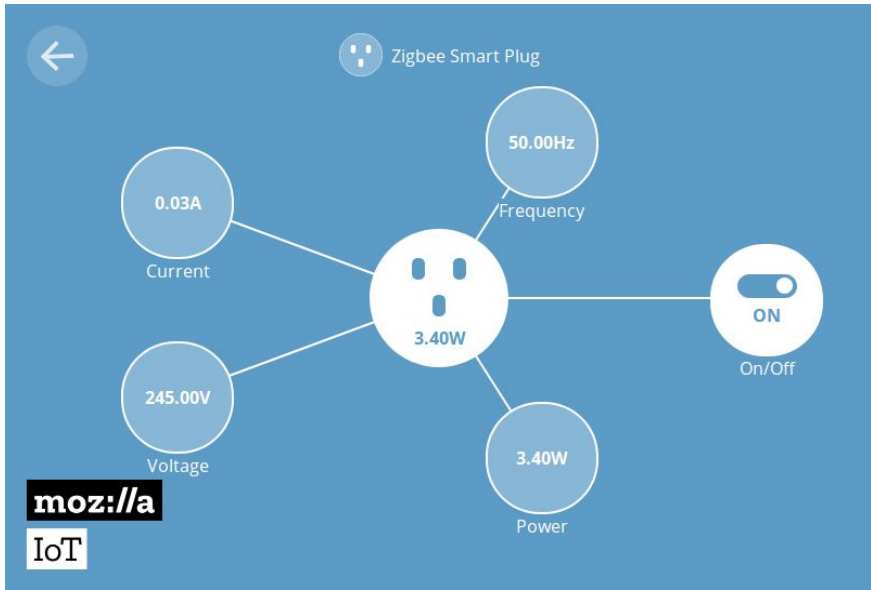 Zigbee Smart Plug
50.00Hz
Frequency
0.03A
Current
3.40W
ON
On/Off
245.00V
Voltage
3.40W
Power
moz://a
IoT